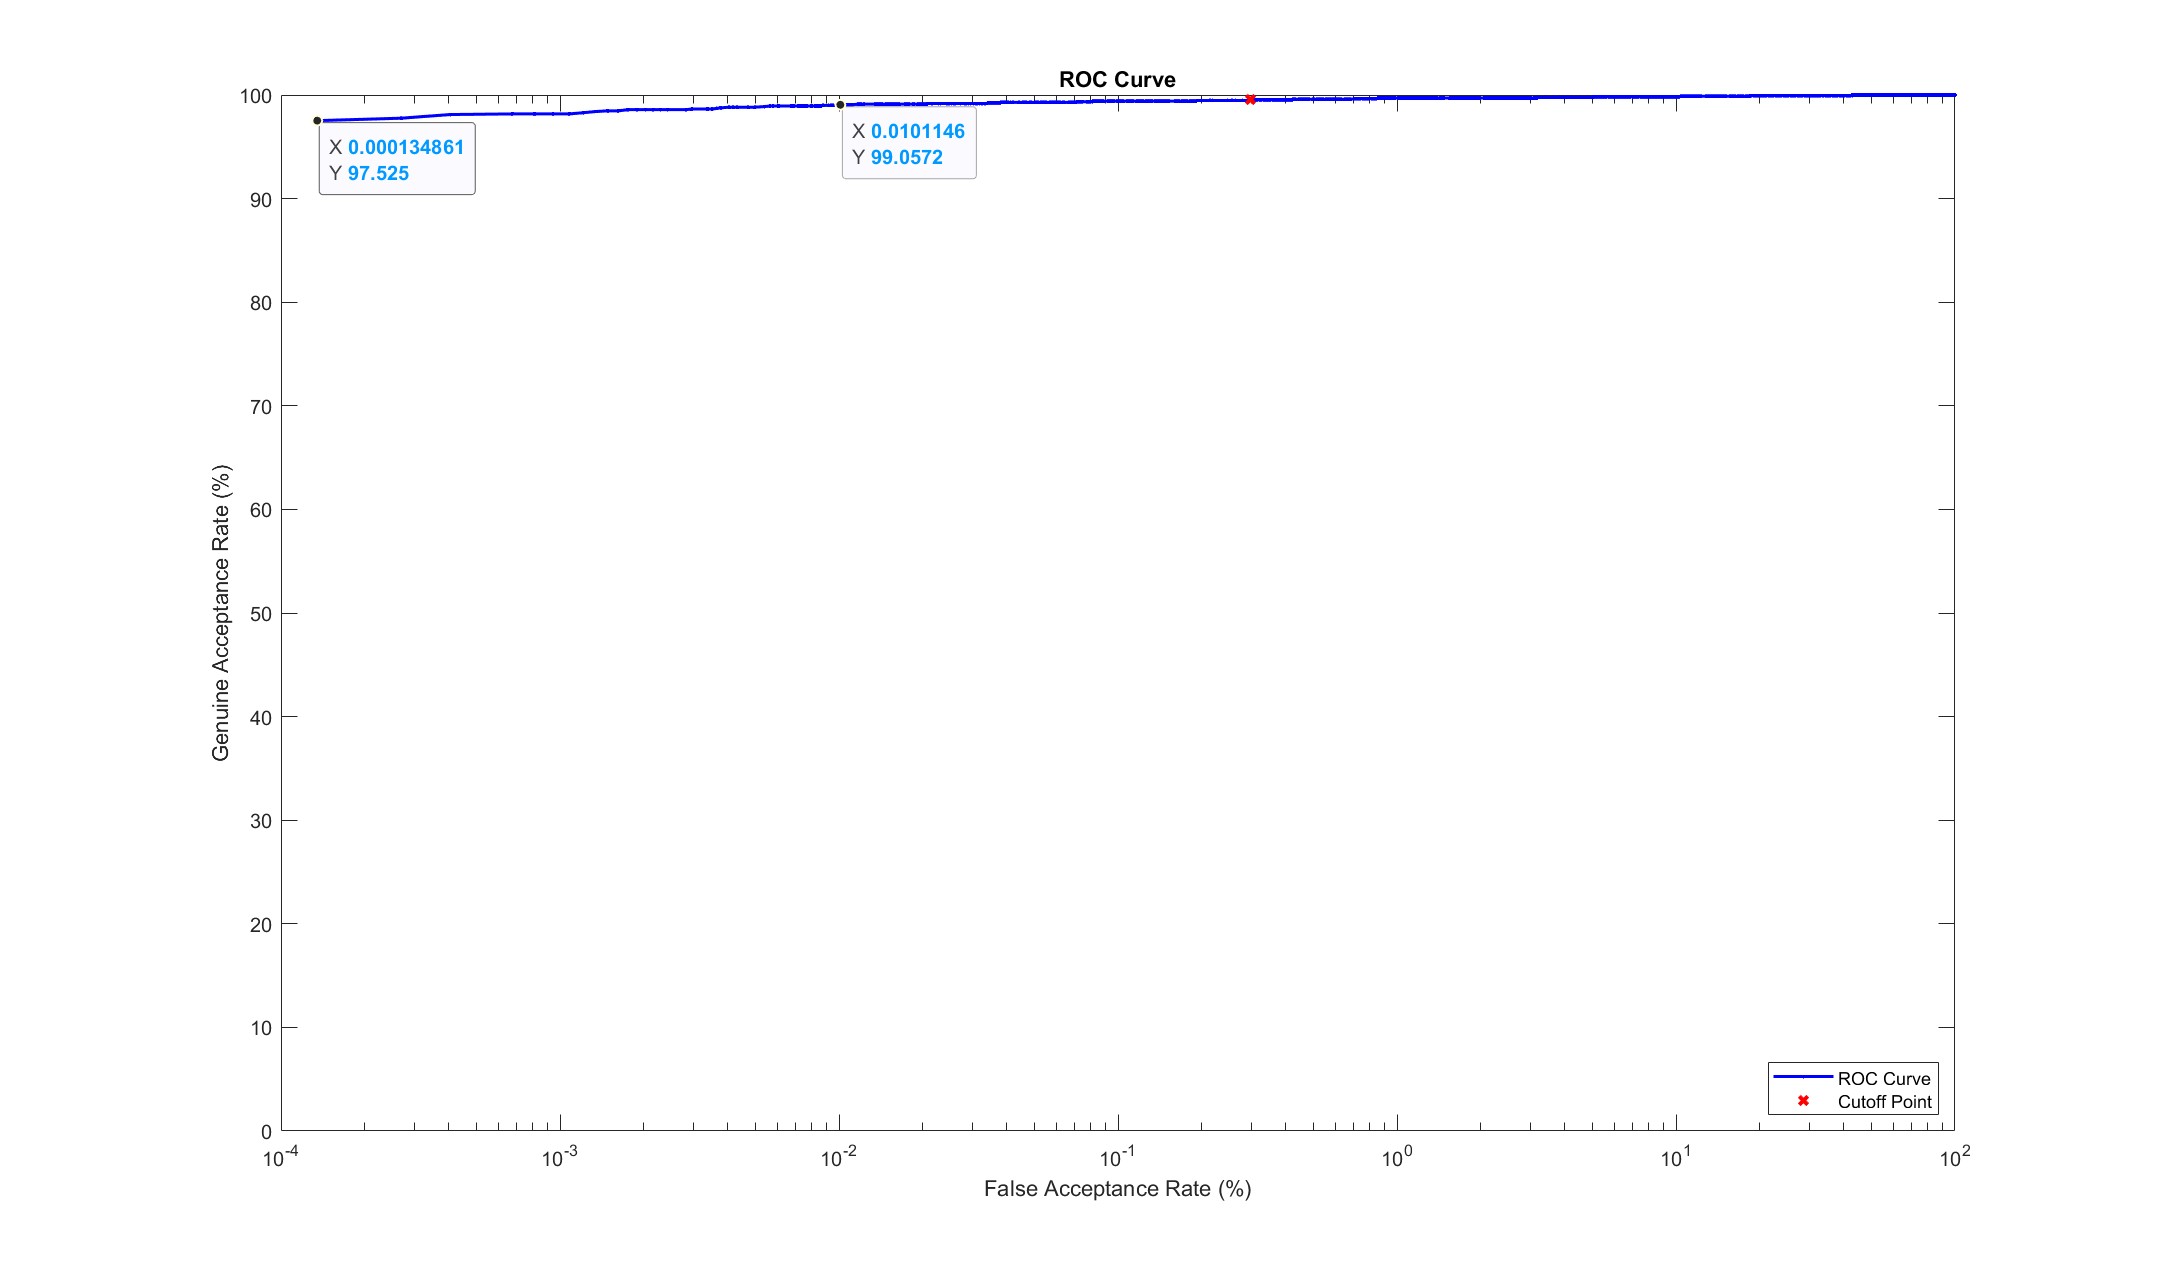 ROC Curve
100
90
80
70
60
50
40
30
20
10
0
Genuine Acceptance Rate (%)
X 0.000134861
Y 97.525
X 0.0101146
Y 99.0572
ROC Curve
Cutoff Point
10^-4
10^-3
10^-2
10^-1
10^0
10^1
10^2
False Acceptance Rate (%)